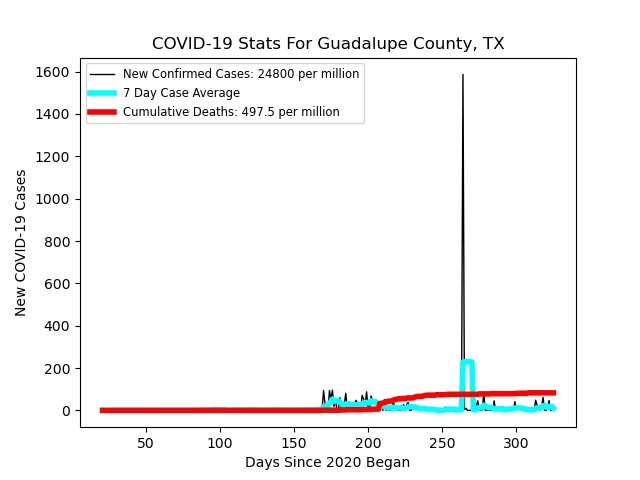 COVID-19 Stats For Guadalupe County, TX
New Confirmed Cases: 24800 per million
7 Day Case Average
Cumulative Deaths: 497.5 per million
New COVID-19 Cases
1600
1400
1200
1000
800
600
400
200
0
50 100 150 200 250 300
Days Since 2020 Began